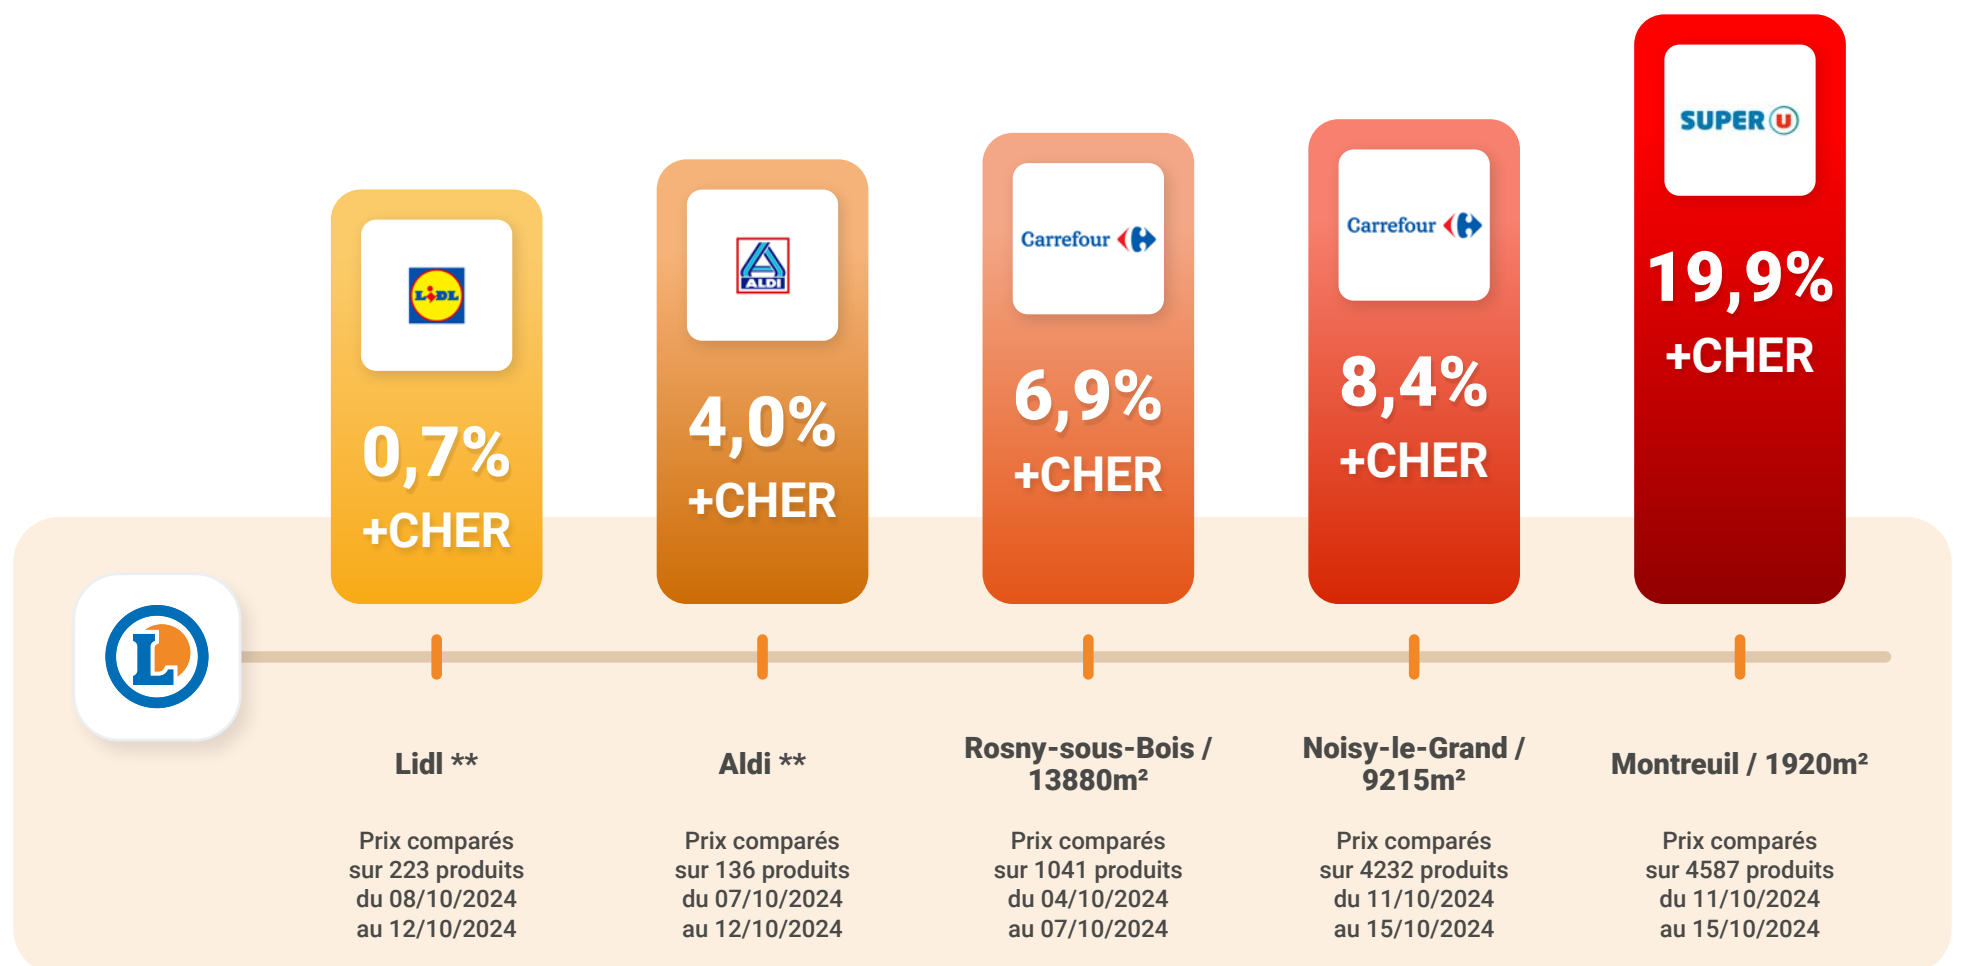 LIDL
0,7%
+CHER
ALDI
4,0%
+CHER
Carrefour
6,9%
+CHER
Carrefour
8,4%
+CHER
SUPER U
19,9%
+CHER
L
Lidl **
Prix comparés
sur 223 produits
du 08/10/2024
au 12/10/2024
Aldi **
Prix comparés
sur 136 produits
du 07/10/2024
au 12/10/2024
Rosny-sous-Bois /
13880m²
Prix comparés
sur 1041 produits
du 04/10/2024
au 07/10/2024
Noisy-le-Grand /
9215m²
Prix comparés
sur 4232 produits
du 11/10/2024
au 15/10/2024
Montreuil / 1920m²
Prix comparés
sur 4587 produits
du 11/10/2024
au 15/10/2024